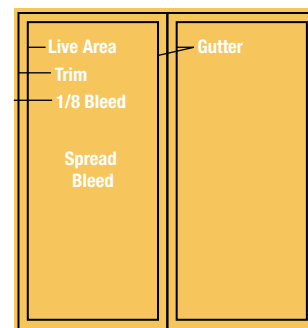 Live Area
Gutter
Trim
1/8 Bleed
Spread
Bleed